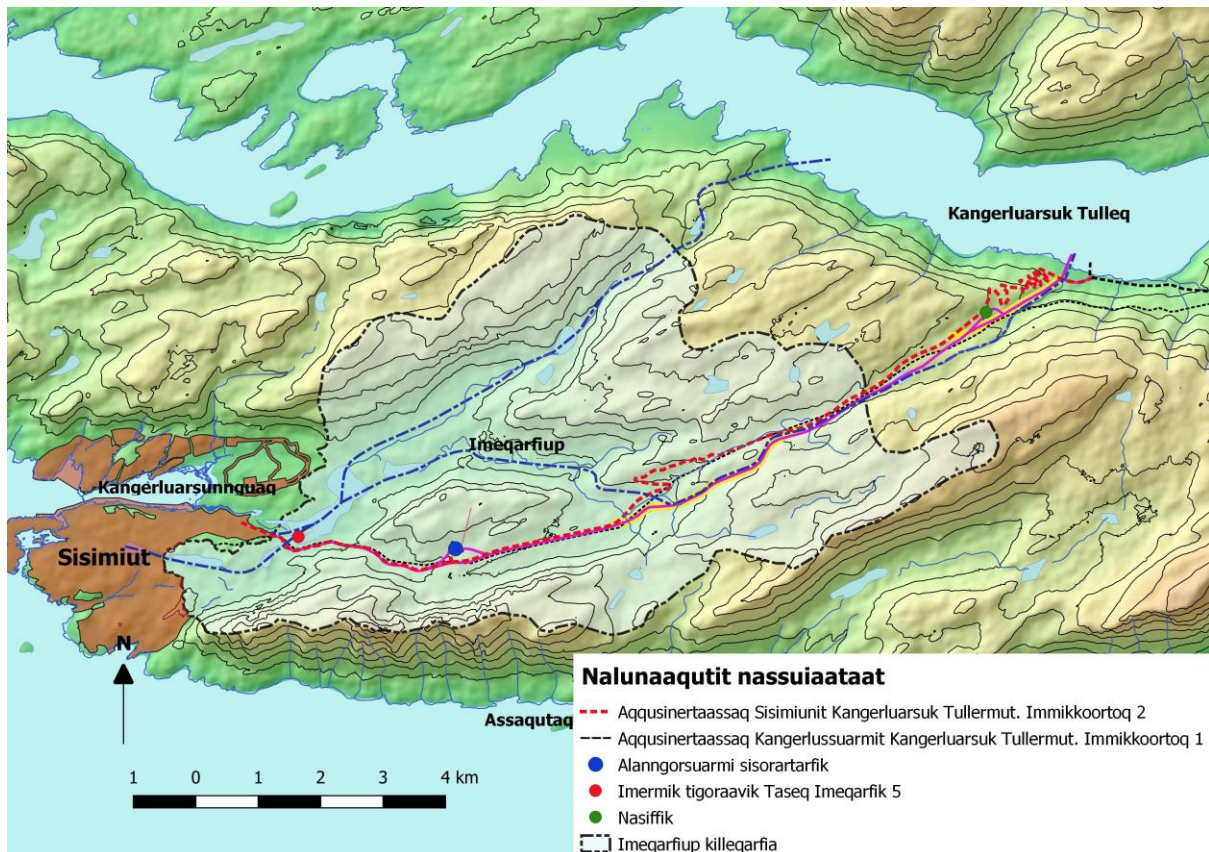 Kangerluarsuk Tulleq
Imeqarfiup
Kangerluarsunnguaq
Sisimiut
N
Assaqutaq
1 0 1 2 3 4 km
Nalunaaqutit nassuiaataat
Aqqusinertaassaq Sisimiunit Kangerluarsuk Tullermut. Immikkoortoq 2
Aqqusinertaassaq Kangerlussuarmit Kangerluarsuk Tullermut. Immikkoortoq 1
Alanngorsuarmi sisorartarfik
Imermik tigoraavik Taseq Imeqarfik 5
Nasiffik
Imeqarfiup killeqarfia